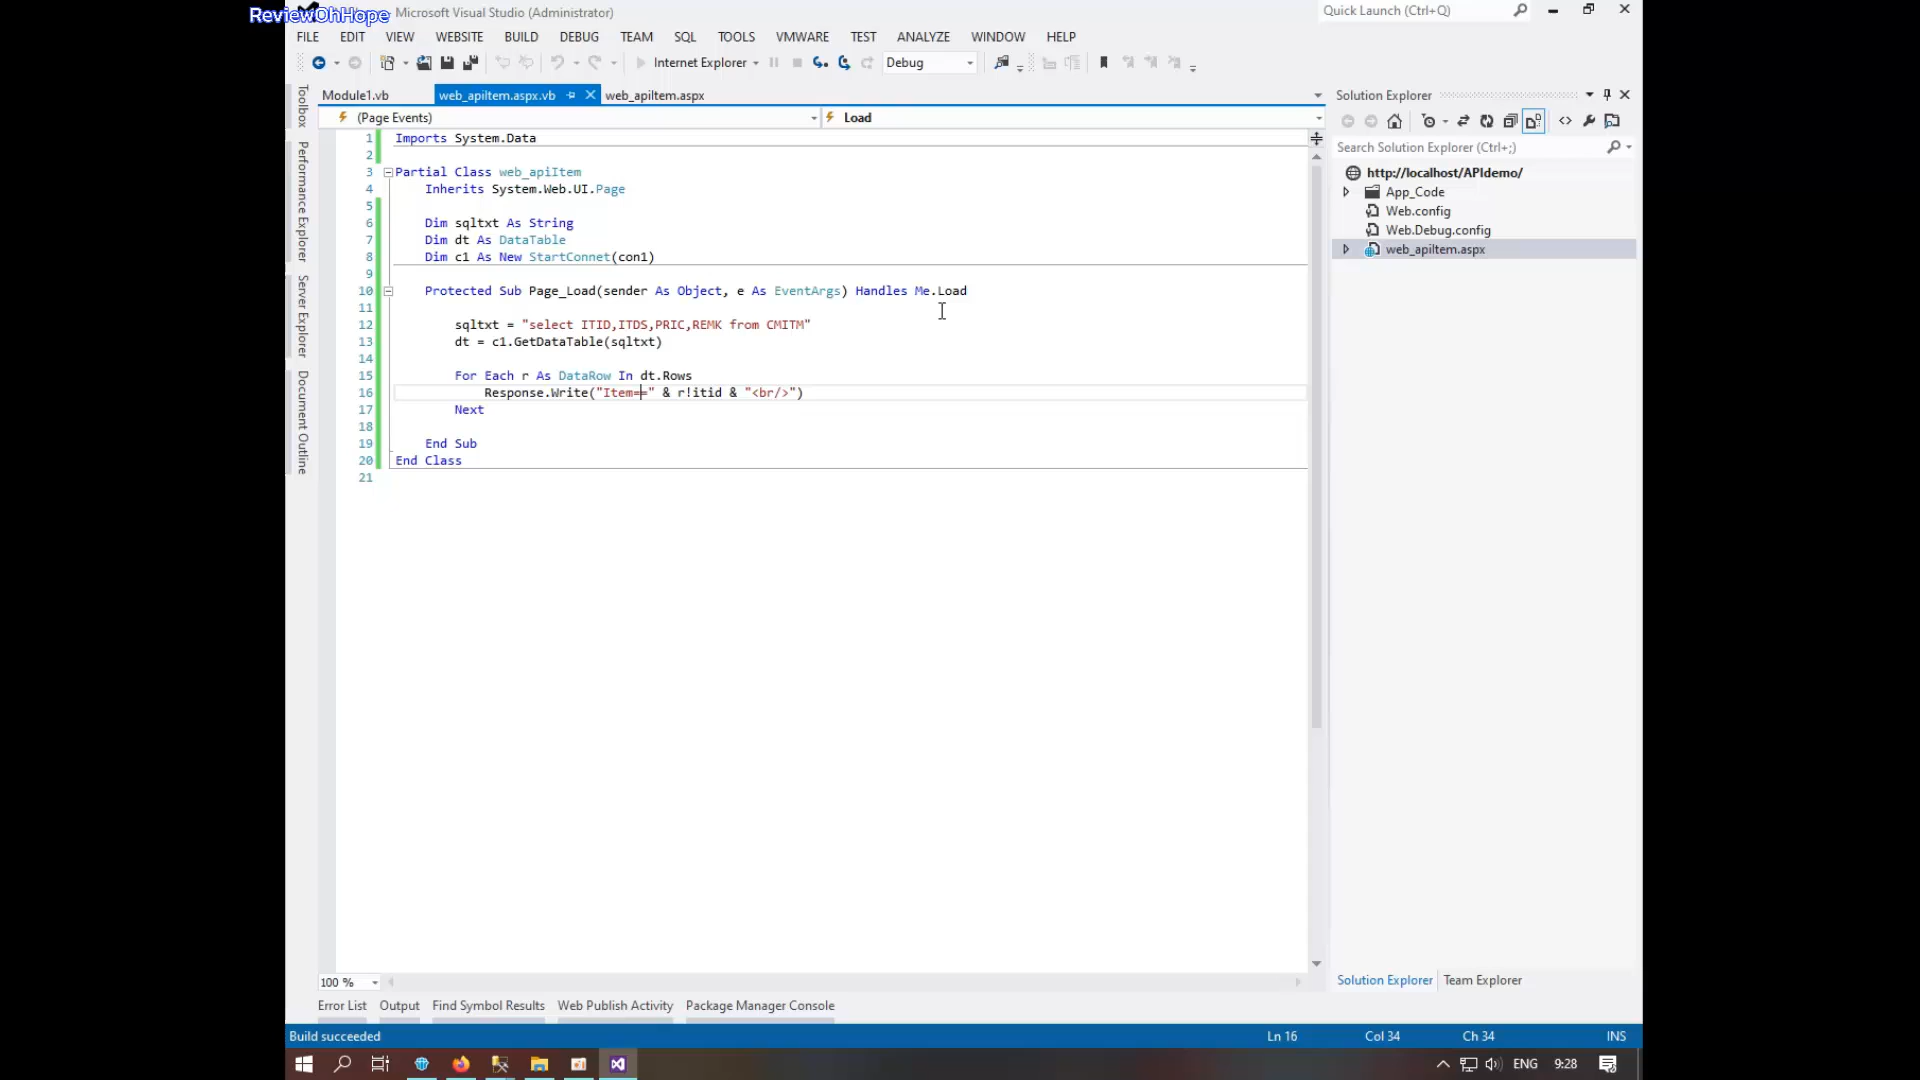 ReviewOhHope
Microsoft Visual Studio (Administrator)
Quick Launch (Ctrl+Q)
FILE EDIT VIEW WEBSITE BUILD DEBUG TEAM SQL TOOLS VMWARE TEST ANALYZE WINDOW HELP
Internet Explorer
Debug
Toolbox
Performance Explorer
Server Explorer
Document Outline
Module1.vb
web_apiItem.aspx.vb
web_apiItem.aspx
(Page Events)
Load
1 Imports System.Data
2
3 Partial Class web_apiItem
4 Inherits System.Web.UI.Page
5
6 Dim sqltxt As String
7 Dim dt As DataTable
8 Dim c1 As New StartConnet(con1)
9
10 Protected Sub Page_Load(sender As Object, e As EventArgs) Handles Me.Load
11
12 sqltxt = "select ITID,ITDS,PRIC,REMK from CMITM"
13 dt = c1.GetDataTable(sqltxt)
14
15 For Each r As DataRow In dt.Rows
16 Response.Write("Item==" & r!itid & "<br/>")
17 Next
18
19 End Sub
20 End Class
21
Solution Explorer
Search Solution Explorer (Ctrl+;)
http://localhost/APIdemo/
App_Code
Web.config
Web.Debug.config
web_apiItem.aspx
100 %
Solution Explorer
Team Explorer
Error List
Output
Find Symbol Results
Web Publish Activity
Package Manager Console
Build succeeded
Ln 16
Col 34
Ch 34
INS
ENG
9:28